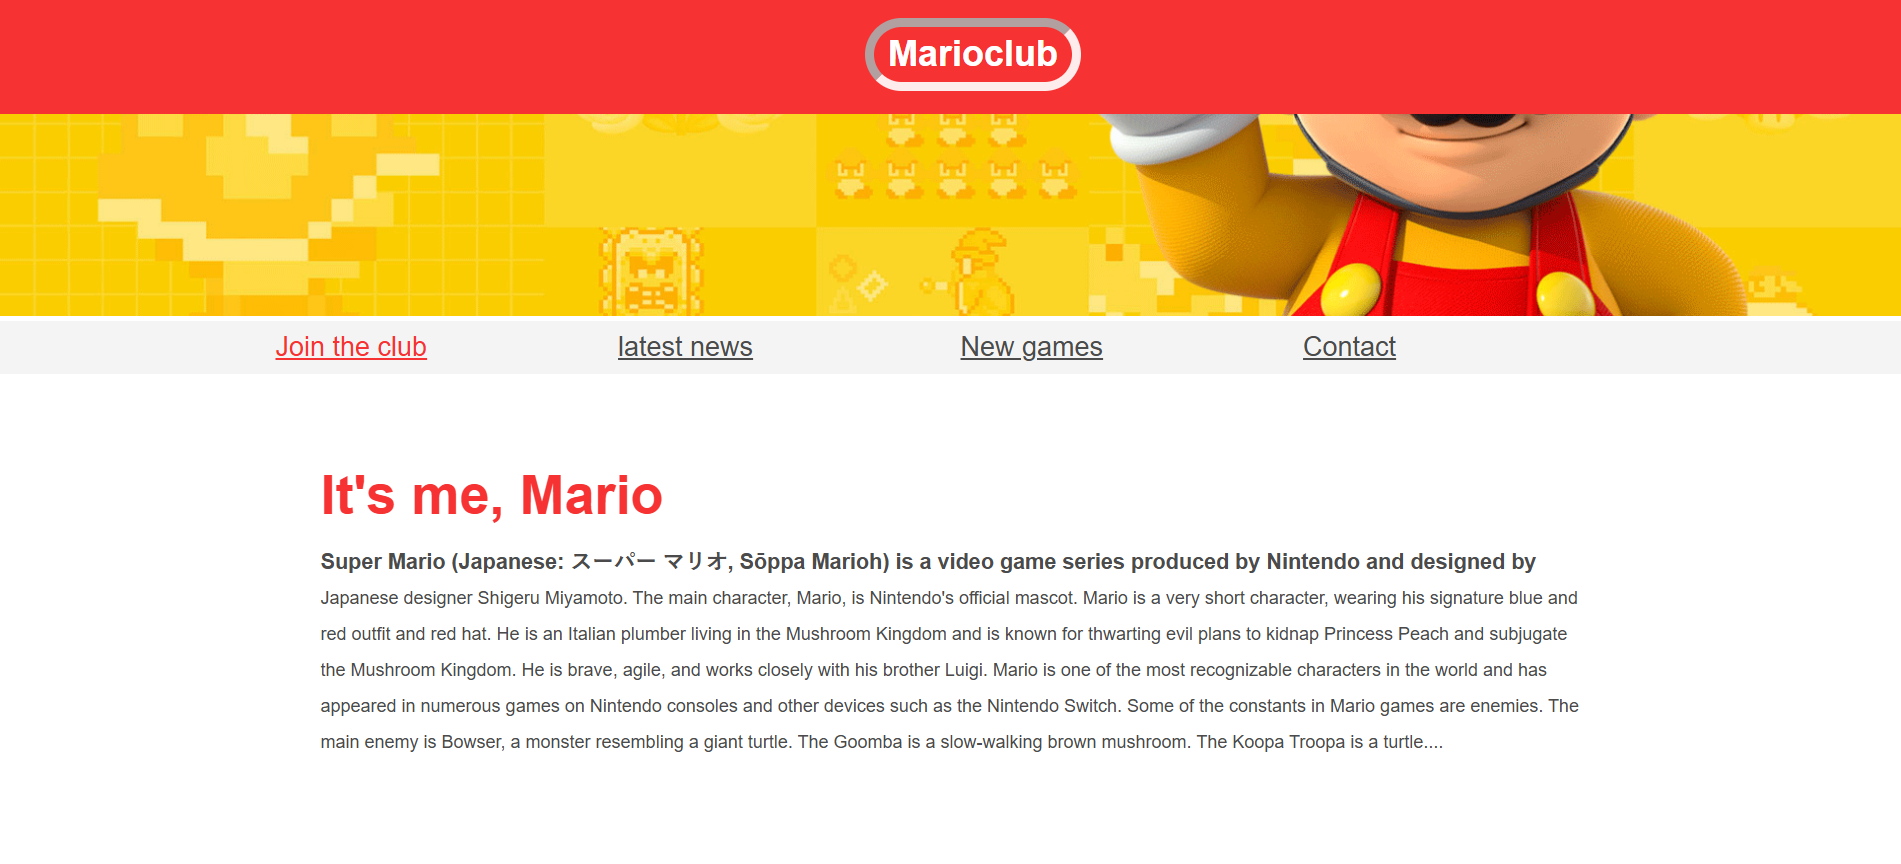 Marioclub
Join the club latest news New games Contact
It's me, Mario
Super Mario (Japanese: スーパー マリオ, Sōppa Marioh) is a video game series produced by Nintendo and designed by
Japanese designer Shigeru Miyamoto. The main character, Mario, is Nintendo's official mascot. Mario is a very short character, wearing his signature blue and
red outfit and red hat. He is an Italian plumber living in the Mushroom Kingdom and is known for thwarting evil plans to kidnap Princess Peach and subjugate
the Mushroom Kingdom. He is brave, agile, and works closely with his brother Luigi. Mario is one of the most recognizable characters in the world and has
appeared in numerous games on Nintendo consoles and other devices such as the Nintendo Switch. Some of the constants in Mario games are enemies. The
main enemy is Bowser, a monster resembling a giant turtle. The Goomba is a slow-walking brown mushroom. The Koopa Troopa is a turtle....